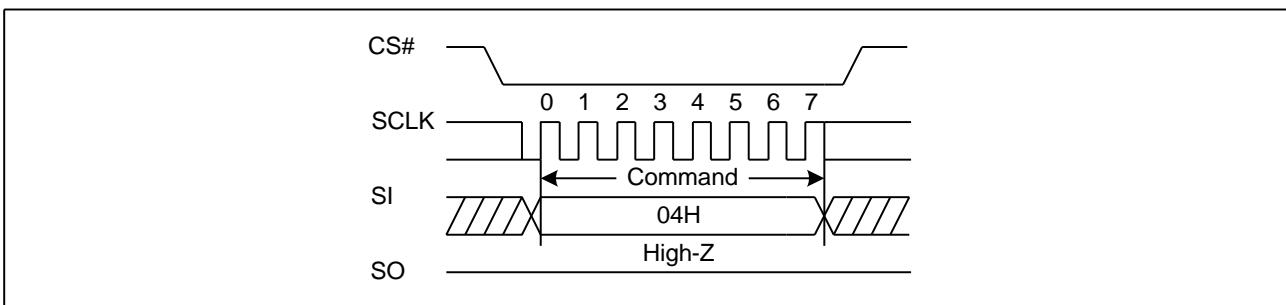 CS#
0 1 2 3 4 5 6 7
SCLK
Command
SI
04H
High-Z
SO